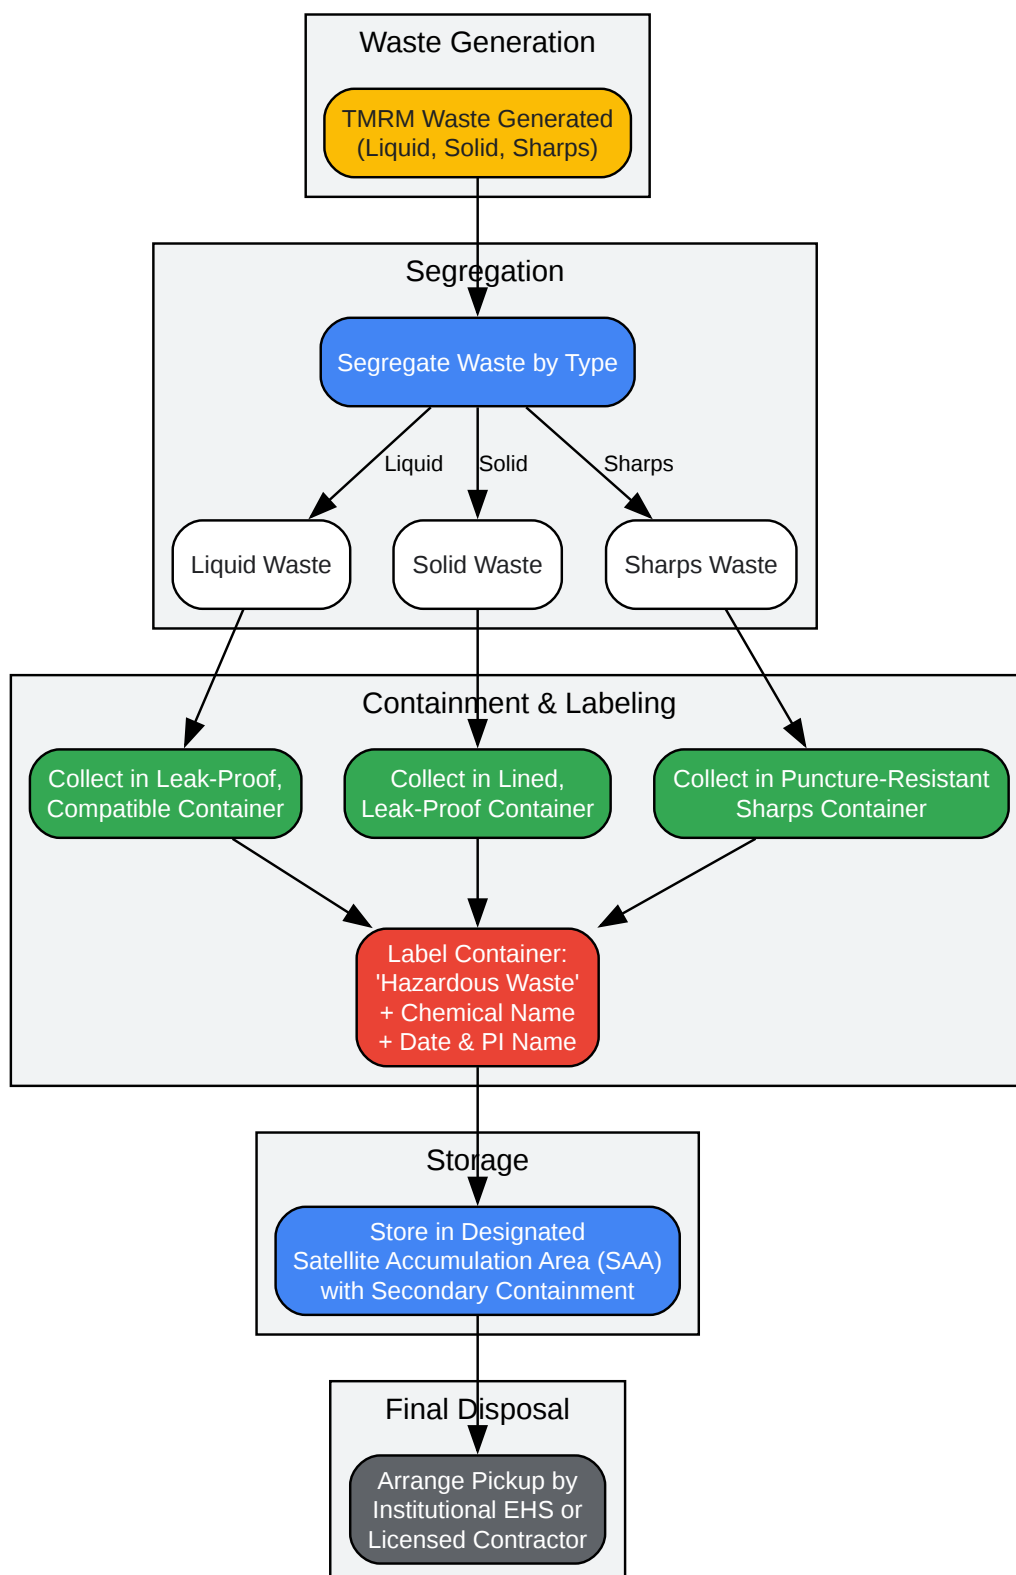 Waste Generation
TMRM Waste Generated
(Liquid, Solid, Sharps)
Segregation
Segregate Waste by Type
Liquid
Solid
Sharps
Liquid Waste
Solid Waste
Sharps Waste
Containment & Labeling
Collect in Leak-Proof,
Compatible Container
Collect in Lined,
Leak-Proof Container
Collect in Puncture-Resistant
Sharps Container
Label Container:
'Hazardous Waste'
+ Chemical Name
+ Date & PI Name
Storage
Store in Designated
Satellite Accumulation Area (SAA)
with Secondary Containment
Final Disposal
Arrange Pickup by
Institutional EHS or
Licensed Contractor